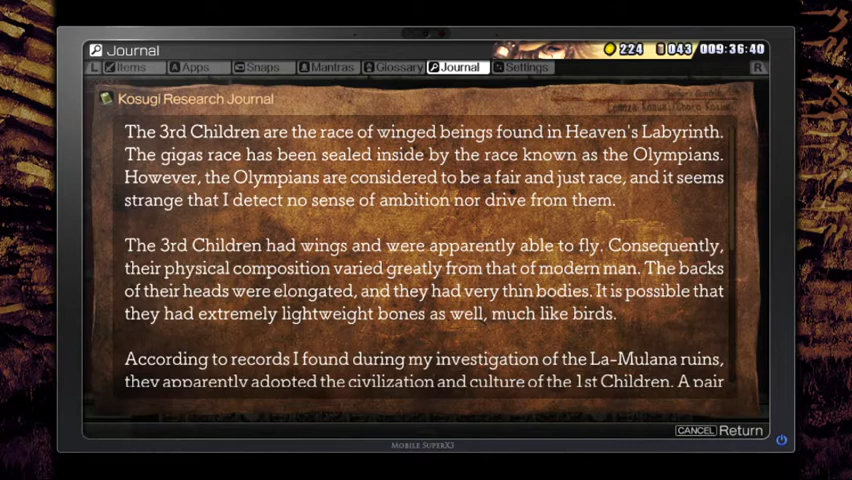 Journal
224 043 009:36:40
L Items Apps Snaps Mantras Glossary Journal Settings R
Kosugi Research Journal
The 3rd Children are the race of winged beings found in Heaven's Labyrinth.
The gigas race has been sealed inside by the race known as the Olympians.
However, the Olympians are considered to be a fair and just race, and it seems
strange that I detect no sense of ambition nor drive from them.
The 3rd Children had wings and were apparently able to fly. Consequently,
their physical composition varied greatly from that of modern man. The backs
of their heads were elongated, and they had very thin bodies. It is possible that
they had extremely lightweight bones as well, much like birds.
According to records I found during my investigation of the La-Mulana ruins,
they apparently adopted the civilization and culture of the 1st Children. A pair
CANCEL Return
MOBILE SUPERX3